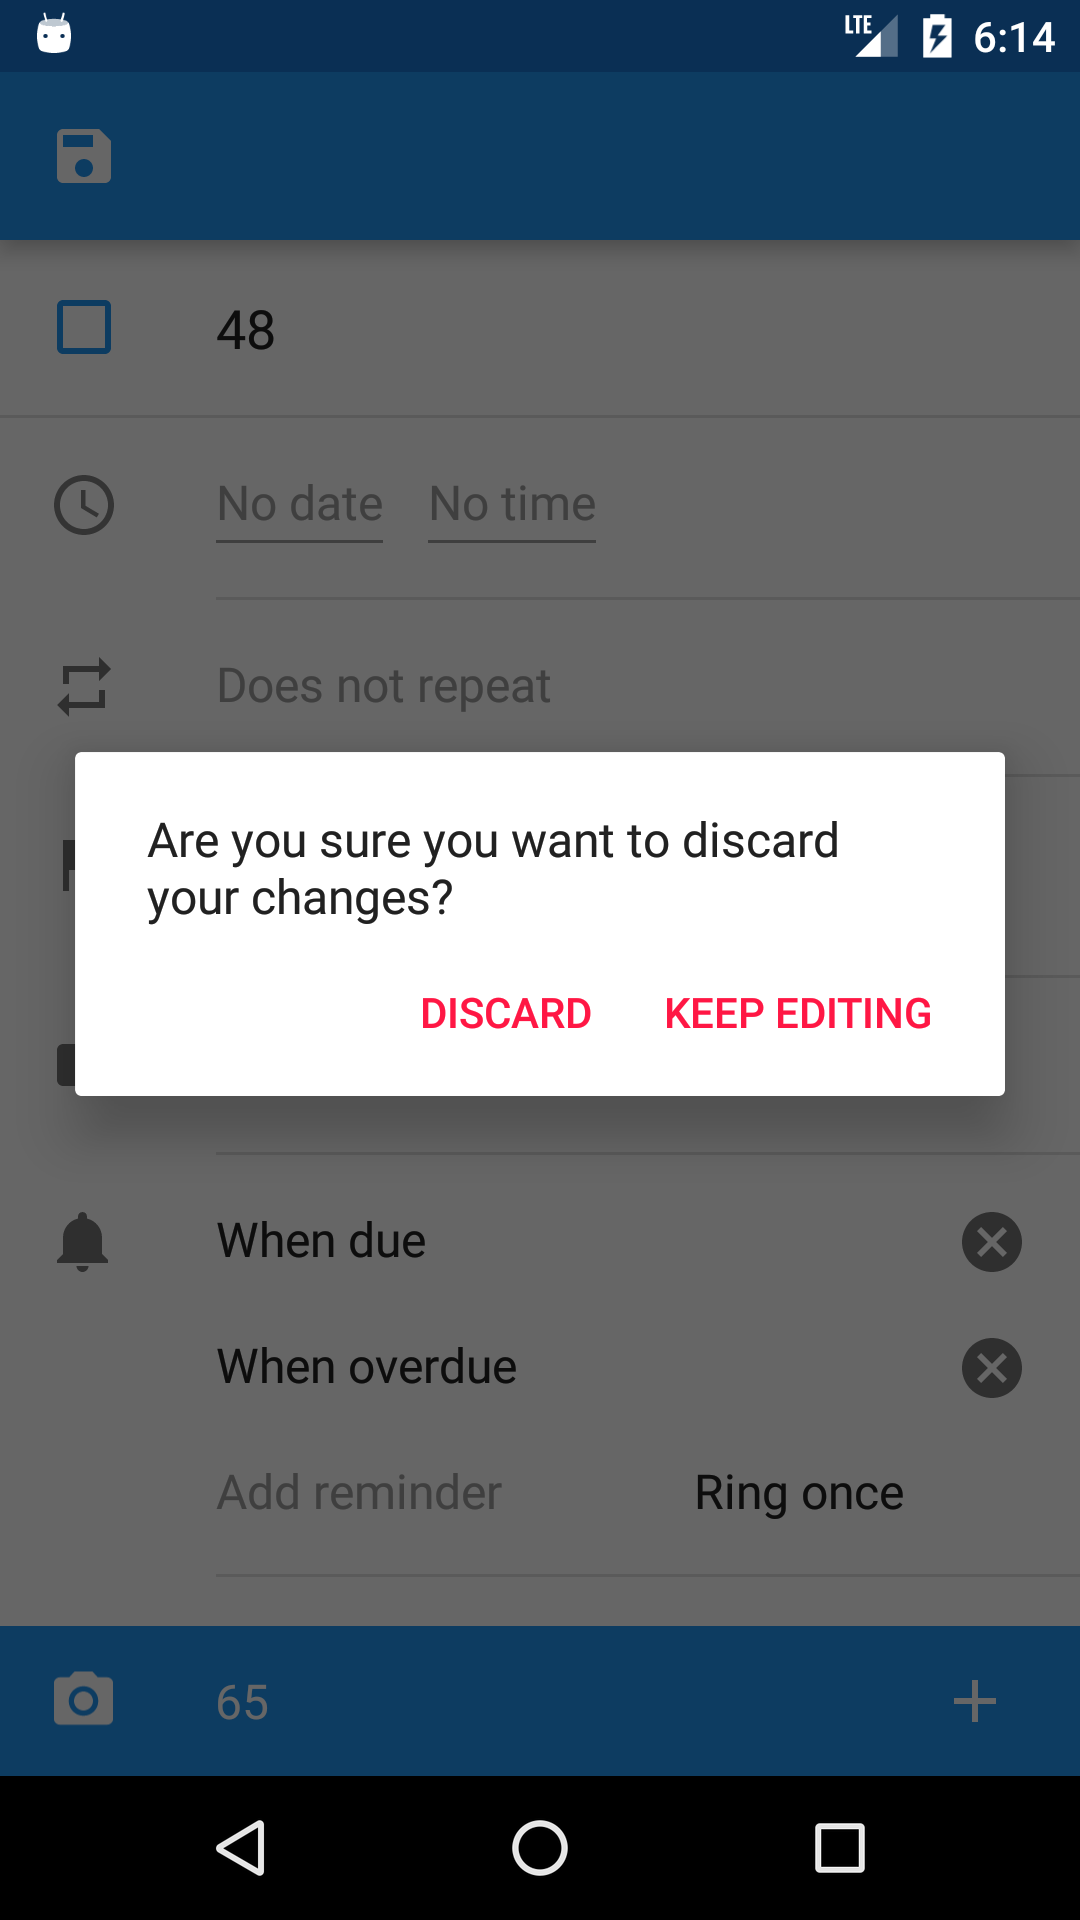 LTE 6:14
48
No date No time
Does not repeat
Are you sure you want to discard
your changes?
DISCARD KEEP EDITING
When due
When overdue
Add reminder Ring once
65